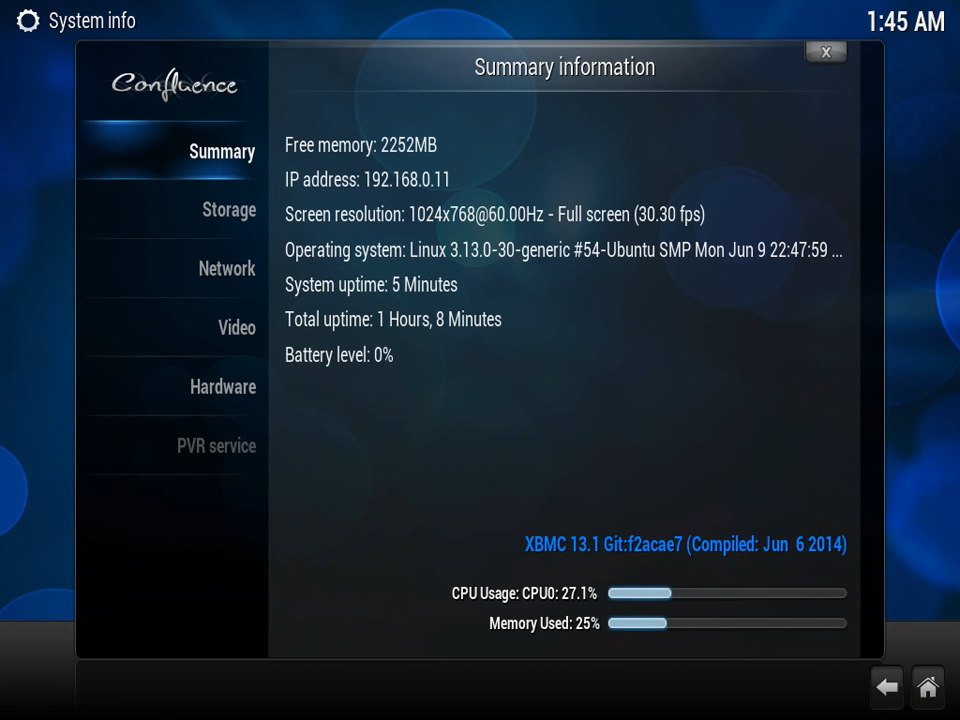 System info
1:45 AM
Confluence
Summary information
X
Summary
Storage
Network
Video
Hardware
PVR service
Free memory: 2252MB
IP address: 192.168.0.11
Screen resolution: 1024x768@60.00Hz - Full screen (30.30 fps)
Operating system: Linux 3.13.0-30-generic #54-Ubuntu SMP Mon Jun 9 22:47:59 ...
System uptime: 5 Minutes
Total uptime: 1 Hours, 8 Minutes
Battery level: 0%
XBMC 13.1 Git:f2acae7 (Compiled: Jun  6 2014)
CPU Usage: CPU0: 27.1%
Memory Used: 25%